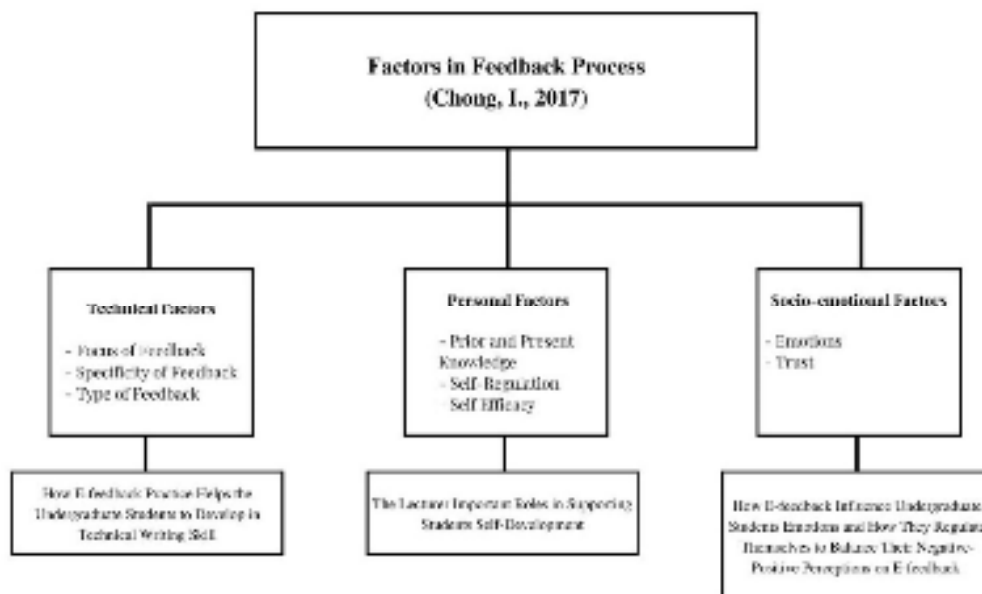 Factors in Feedback Process
(Chong, I., 2017)
Technical Factors
- Focus of Feedback
- Specificity of Feedback
- Type of Feedback
Personal Factors
- Prior and Present
Knowledge
- Self-Regulation
- Self Efficacy
Socio-emotional Factors
- Emotions
- Trust
How E-feedback Practice Helps the
Undergraduate Students to Develop in
Technical Writing Skill
The Lecturer Important Roles in Supporting
Students Self-Development
How E-feedback Influence Undergraduate
Students Emotions and How They Regulate
Themselves to Balance Their Negative-
Positive Perceptions on E-feedback